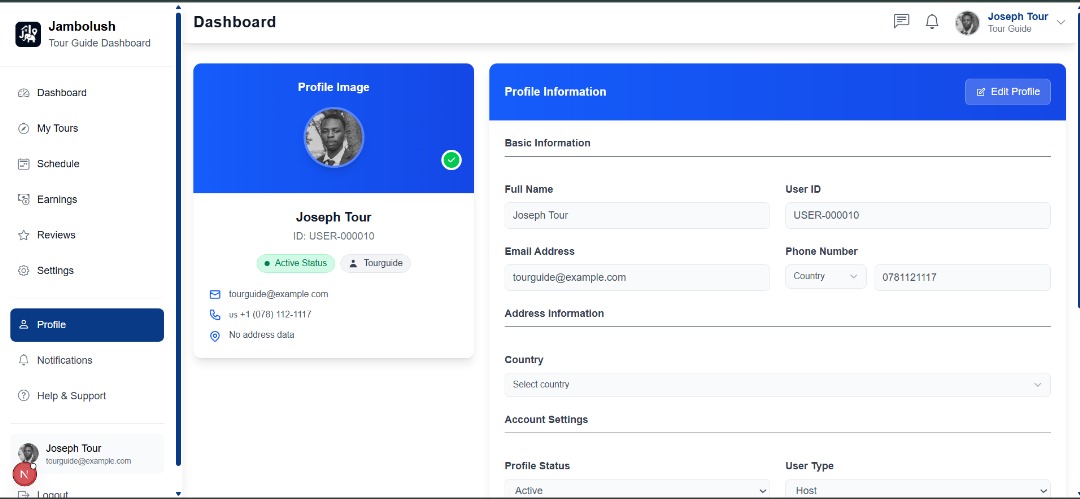 Jambolush
Tour Guide Dashboard
Dashboard
My Tours
Schedule
Earnings
Reviews
Settings
Profile
Notifications
Help & Support
Joseph Tour
tourguide@example.com
N
Logout
Dashboard
Joseph Tour
Tour Guide
Profile Image
Joseph Tour
ID: USER-000010
Active Status
Tourguide
tourguide@example.com
us +1 (078) 112-1117
No address data
Profile Information
Edit Profile
Basic Information
Full Name
User ID
Joseph Tour
USER-000010
Email Address
Phone Number
tourguide@example.com
Country
0781121117
Address Information
Country
Select country
Account Settings
Profile Status
User Type
Active
Host